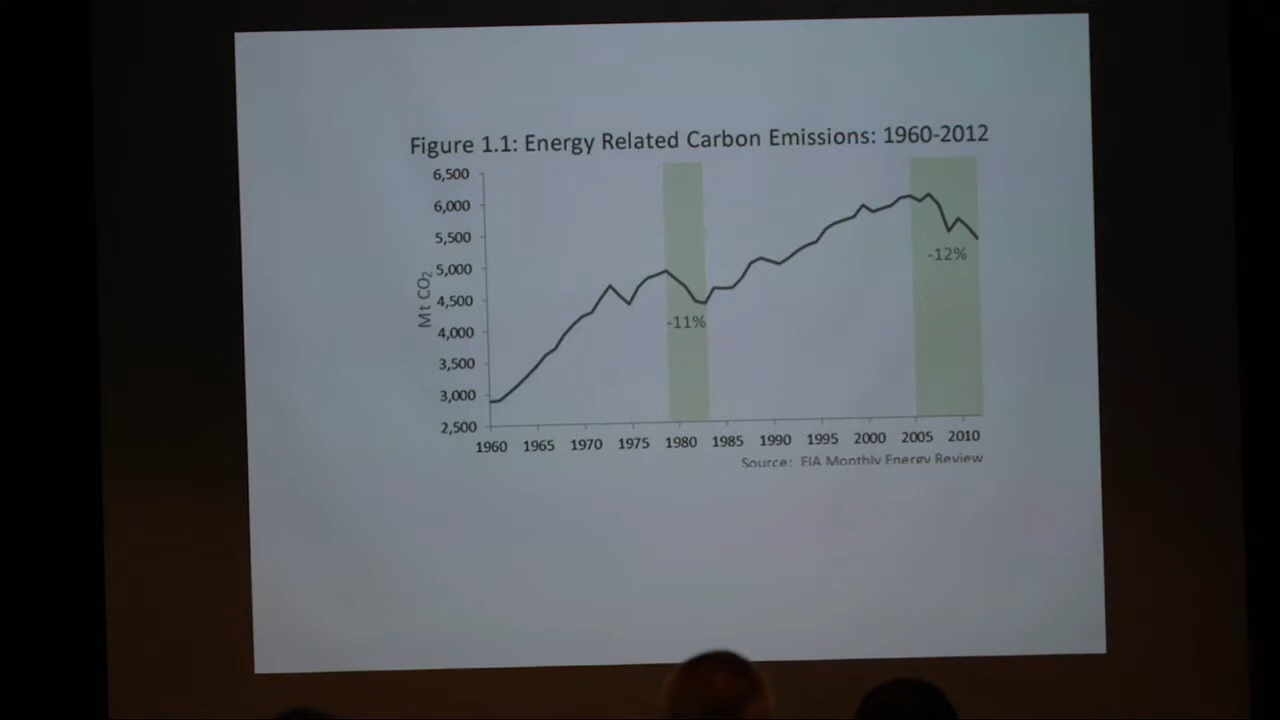 Figure 1.1: Energy Related Carbon Emissions: 1960-2012
6,500
6,000
5,500
5,000
4,500
4,000
3,500
3,000
2,500
Mt CO₂
-11%
-12%
1960 1965 1970 1975 1980 1985 1990 1995 2000 2005 2010
Source: EIA Monthly Energy Review